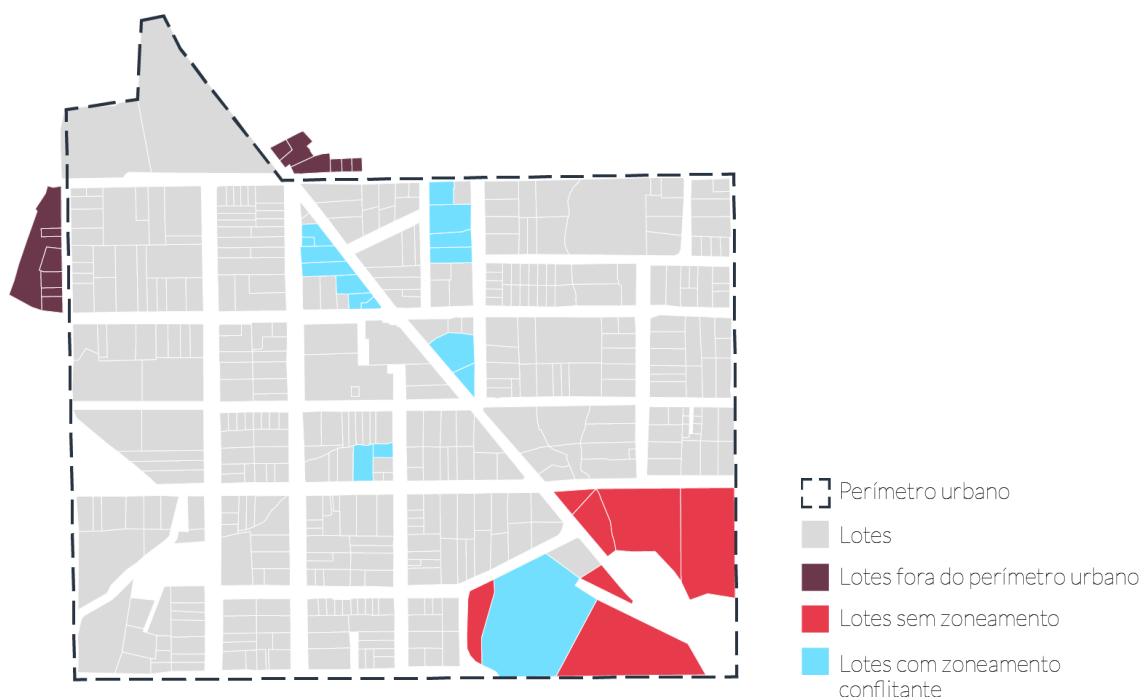 Perímetro urbano
Lotes
Lotes fora do perímetro urbano
Lotes sem zoneamento
Lotes com zoneamento
conflitante